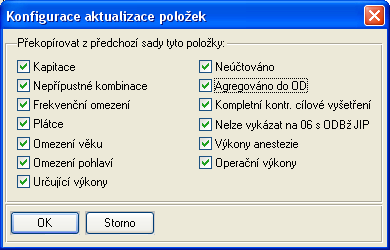 Konfigurace aktualizace položek
Překopírovat z předchozí sady tyto položky:
Kapitace
Nepřípustné kombinace
Frekvenční omezení
Plátce
Omezení věku
Omezení pohlaví
Určující výkony
Neúčtováno
Agregováno do OD
Kompletní kontr. cílové vyšetření
Nelze vykázat na 06 s ODBž JIP
Výkony anestezie
Operační výkony
OK
Storno